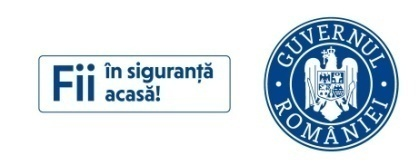 Fii în siguranță
acasă!
GUVERNUL
ROMÂNIEI